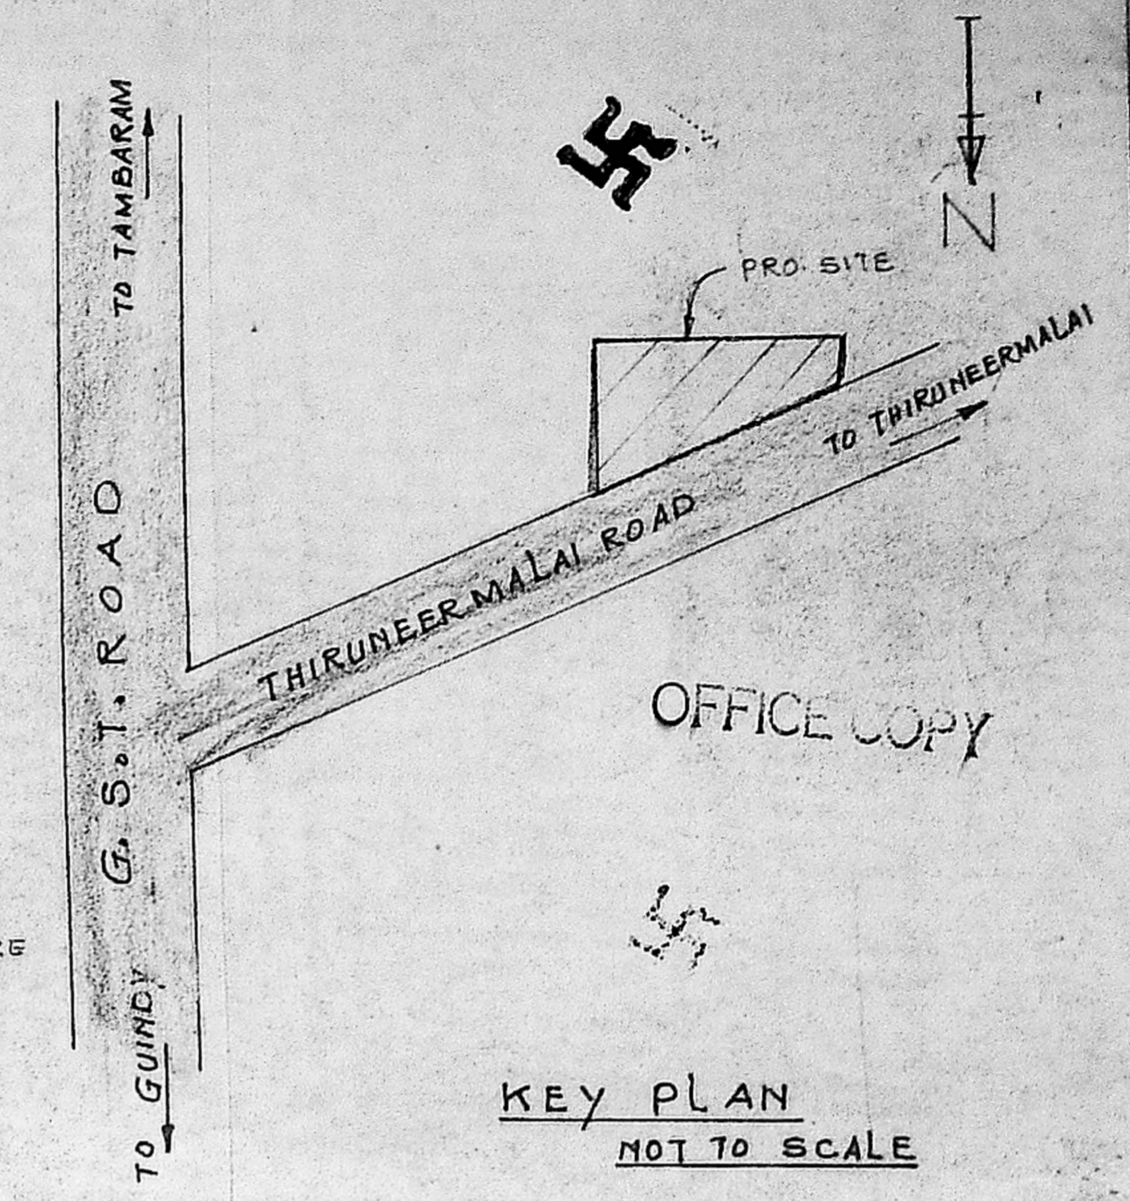 TO TAMBARAM
N
PRO. SITE
TO THIRUNEERMALAI
THIRUNEERMALAI ROAD
G. S. T. ROAD
OFFICE COPY
TO GUINDY
KEY PLAN
NOT TO SCALE